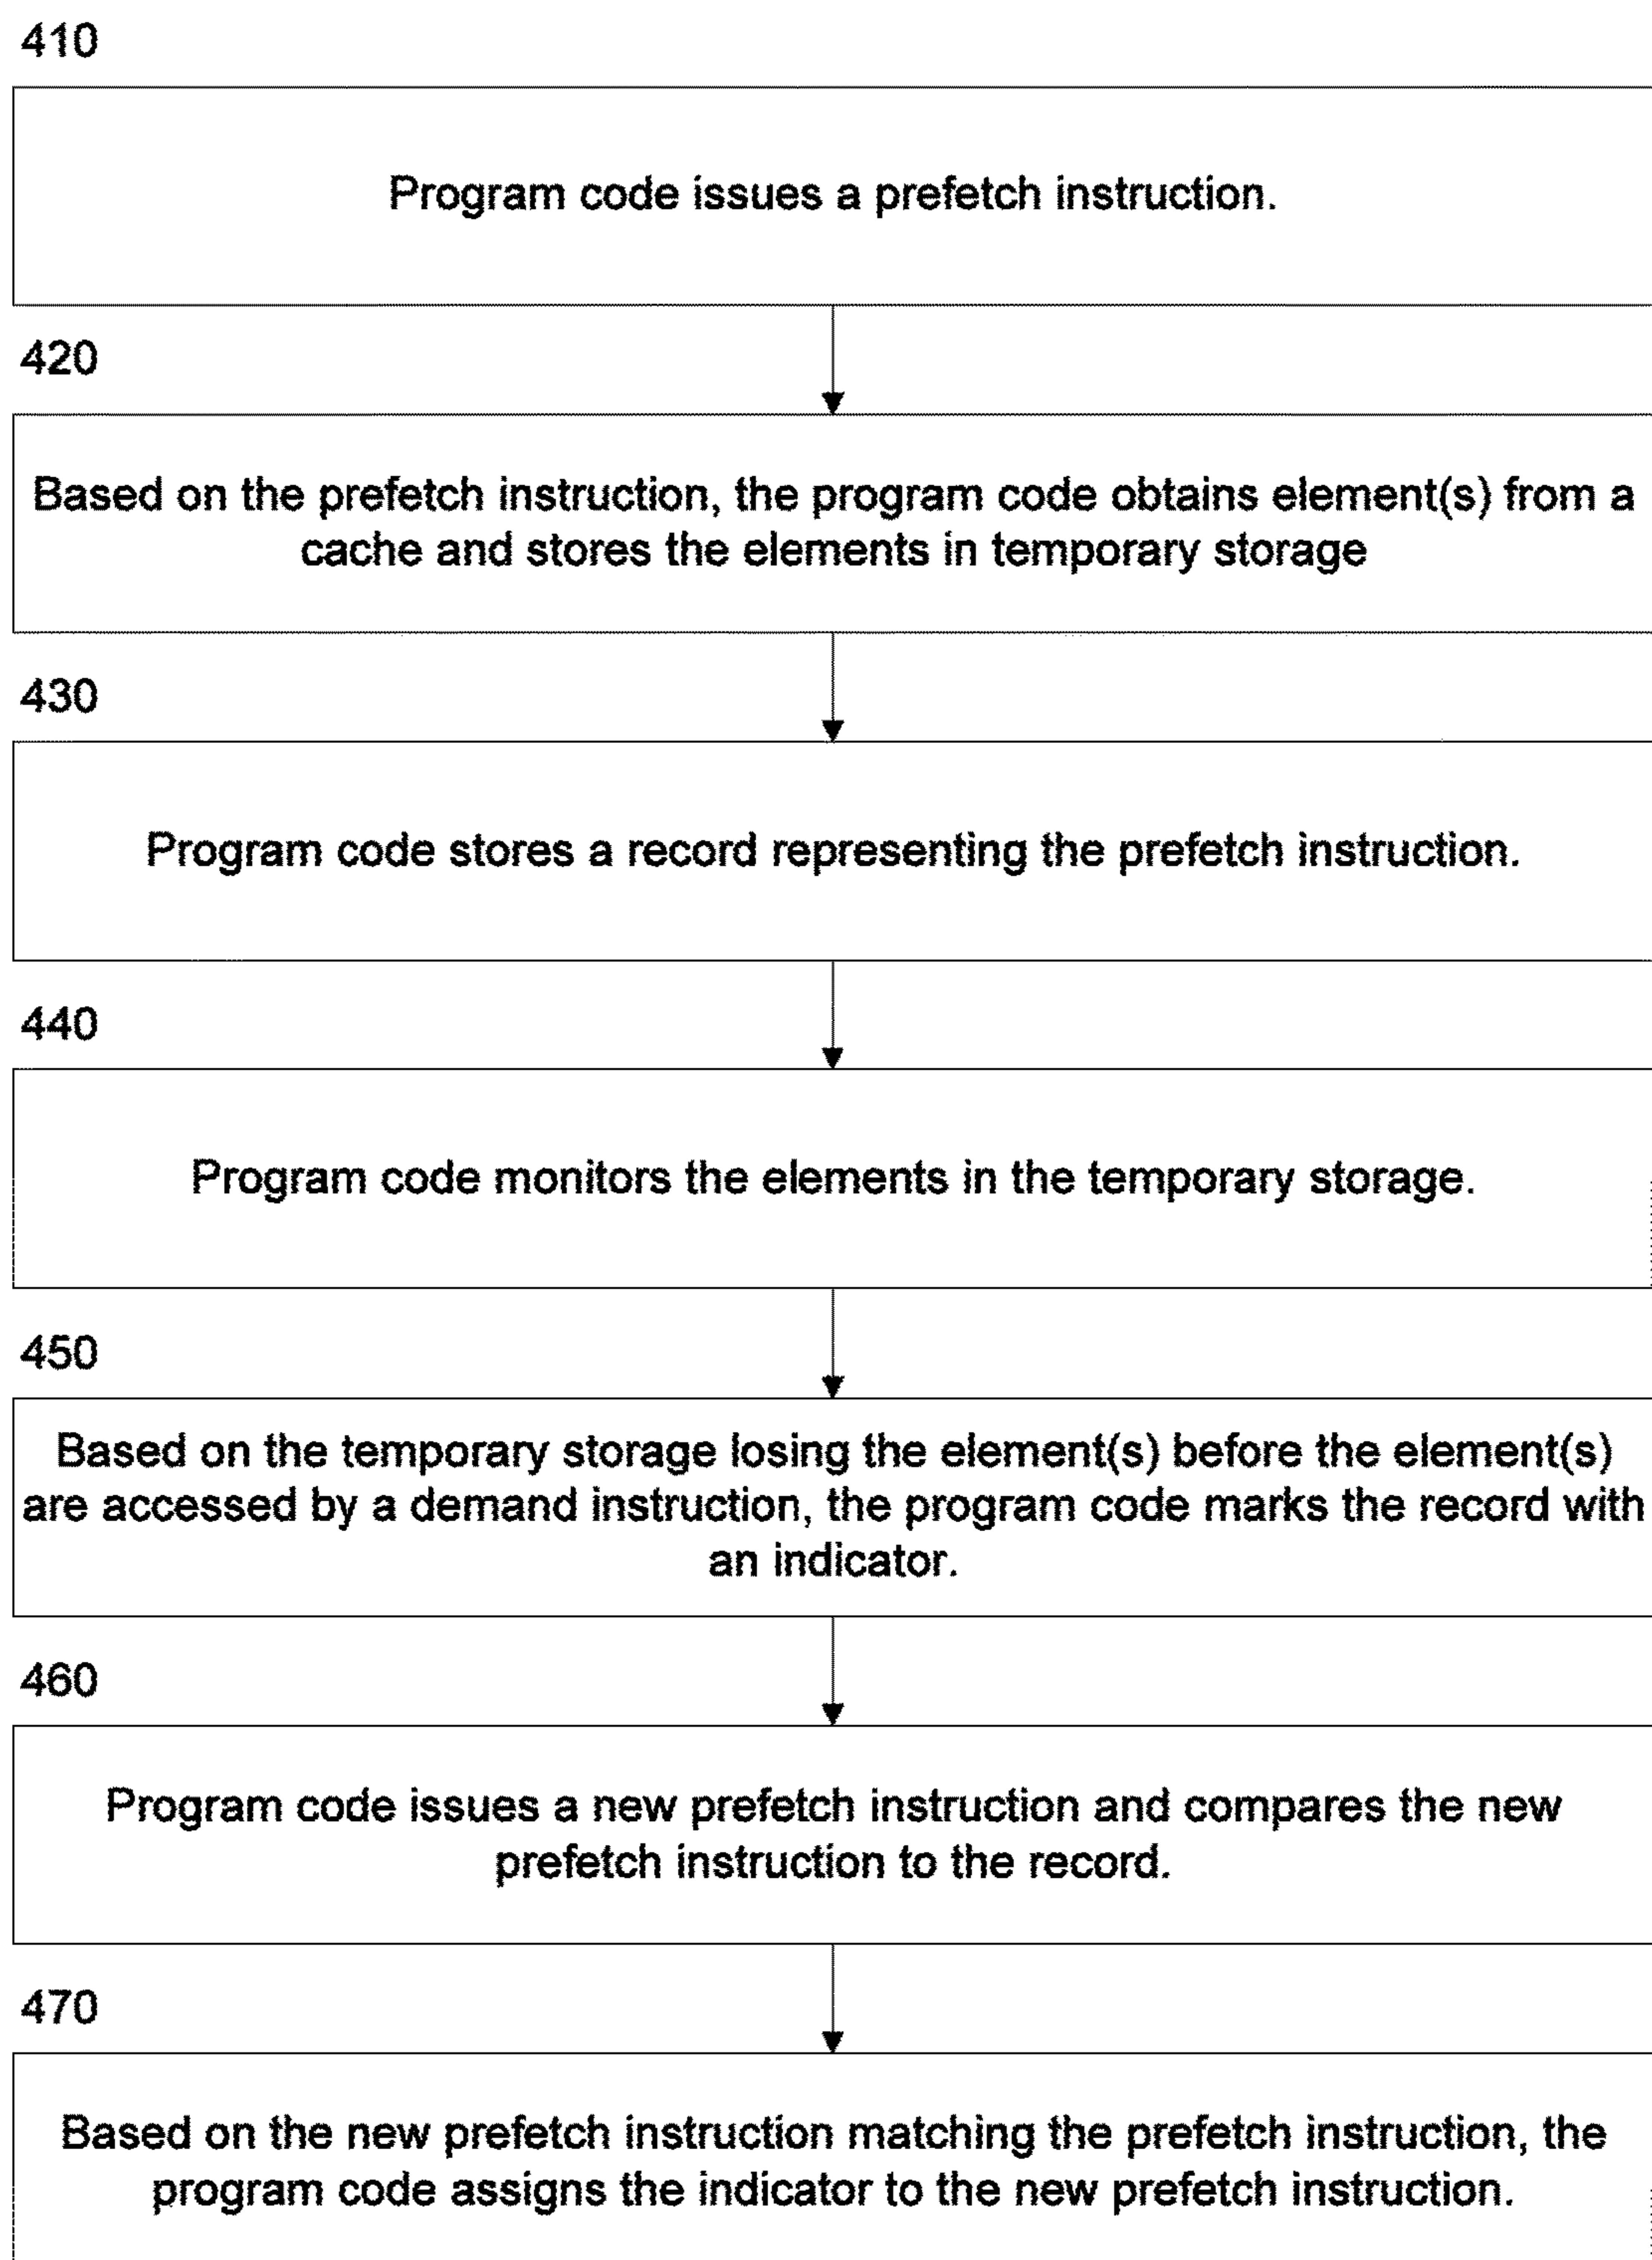 410
Program code issues a prefetch instruction.
420
Based on the prefetch instruction, the program code obtains element(s) from a
cache and stores the elements in temporary storage
430
Program code stores a record representing the prefetch instruction.
440
Program code monitors the elements in the temporary storage.
450
Based on the temporary storage losing the element(s) before the element(s)
are accessed by a demand instruction, the program code marks the record with
an indicator.
460
Program code issues a new prefetch instruction and compares the new
prefetch instruction to the record.
470
Based on the new prefetch instruction matching the prefetch instruction, the
program code assigns the indicator to the new prefetch instruction.